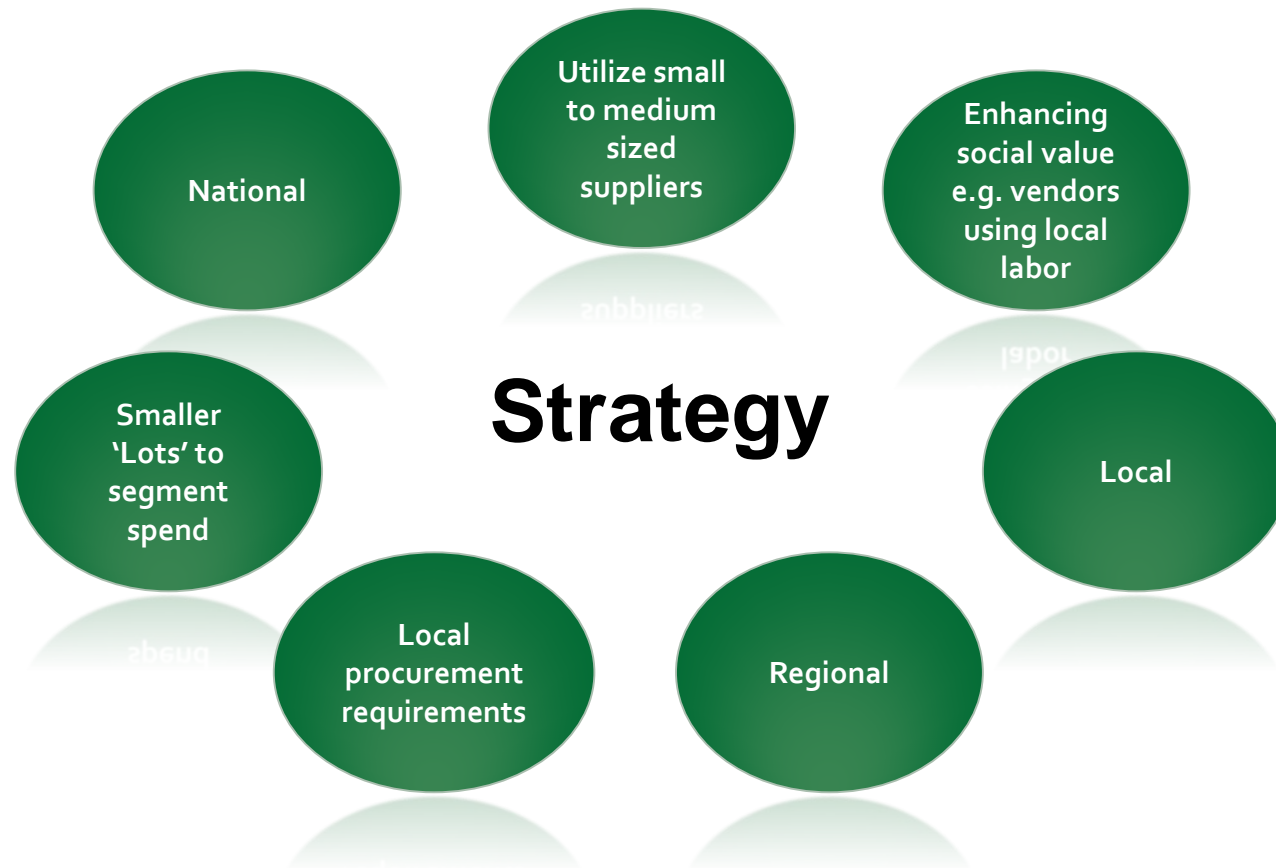 Utilize small
to medium
sized
suppliers
Enhancing
social value
e.g. vendors
using local
labor
National
Strategy
Local
Smaller
‘Lots’ to
segment
spend
Local
procurement
requirements
Regional